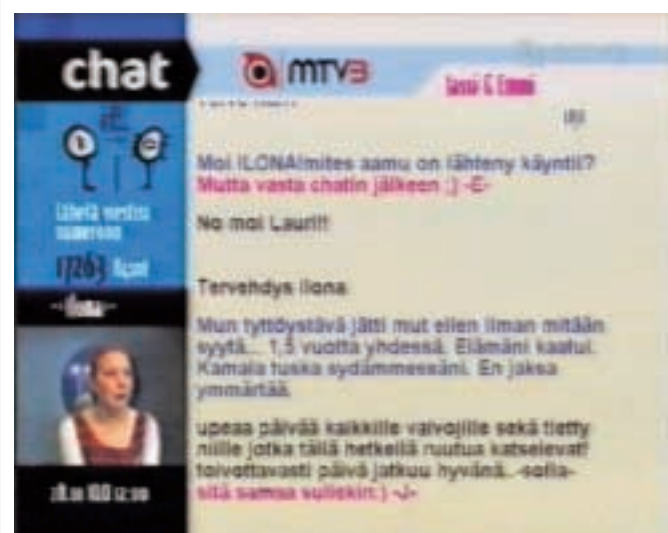 chat
MTV3
Moi ILONA!mites aamu on lähteny käyntii?
Mutta vasta chatin jälkeen ;) -E-
No moi Lauri!!
Tervehdys Ilona
Mun tyttöystävä jätti mut eilen ilman mitään
syytä... 1,5 vuotta yhdessä. Elämäni kaatui.
Kamala tuska sydämmessäni. En jaksa
ymmärtää.
upeaa päivää kaikkille valvojille sekä tietty
niille jotka tällä hetkellä ruutua katselevat!
toivottavasti päivä jatkuu hyvänä. -sofia-
sitä samaa sullekin:) -J-
Lähetä viestisi
numeroon
17263
-Ilona-